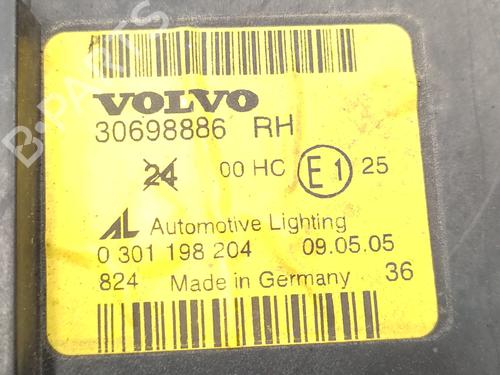 VOLVO
30698886 RH
24 00 HC E1 25
AL Automotive Lighting
0 301 198 204 09.05.05
824 Made in Germany 36
B-PARTS